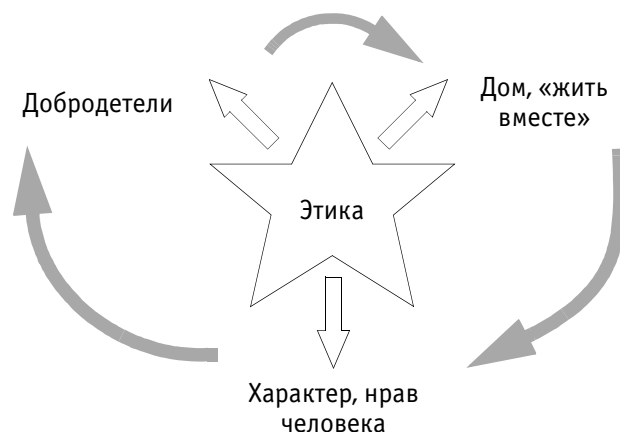 Добродетели
Дом, «жить
вместе»
Этика
Характер, нрав
человека